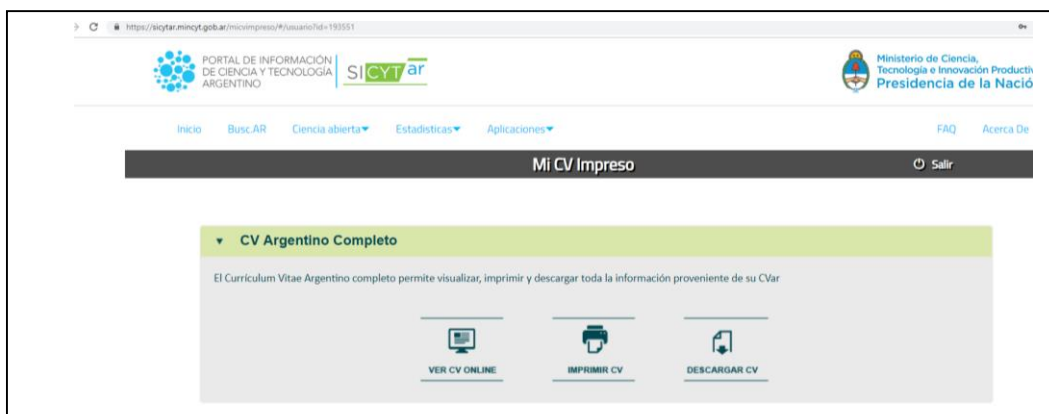 https://sicytar.mincyt.gob.ar/micvimpreso/#/usuario?id=193551
PORTAL DE INFORMACIÓN
DE CIENCIA Y TECNOLOGÍA
ARGENTINO
SICYTar
Ministerio de Ciencia,
Tecnología e Innovación Productiv
Presidencia de la Nació
Inicio Busc.AR Ciencia abierta▼ Estadísticas▼ Aplicaciones▼ FAQ Acerca De
Mi CV Impreso Salir
▼ CV Argentino Completo
El Currículum Vitae Argentino completo permite visualizar, imprimir y descargar toda la información proveniente de su CVar
VER CV ONLINE IMPRIMIR CV DESCARGAR CV